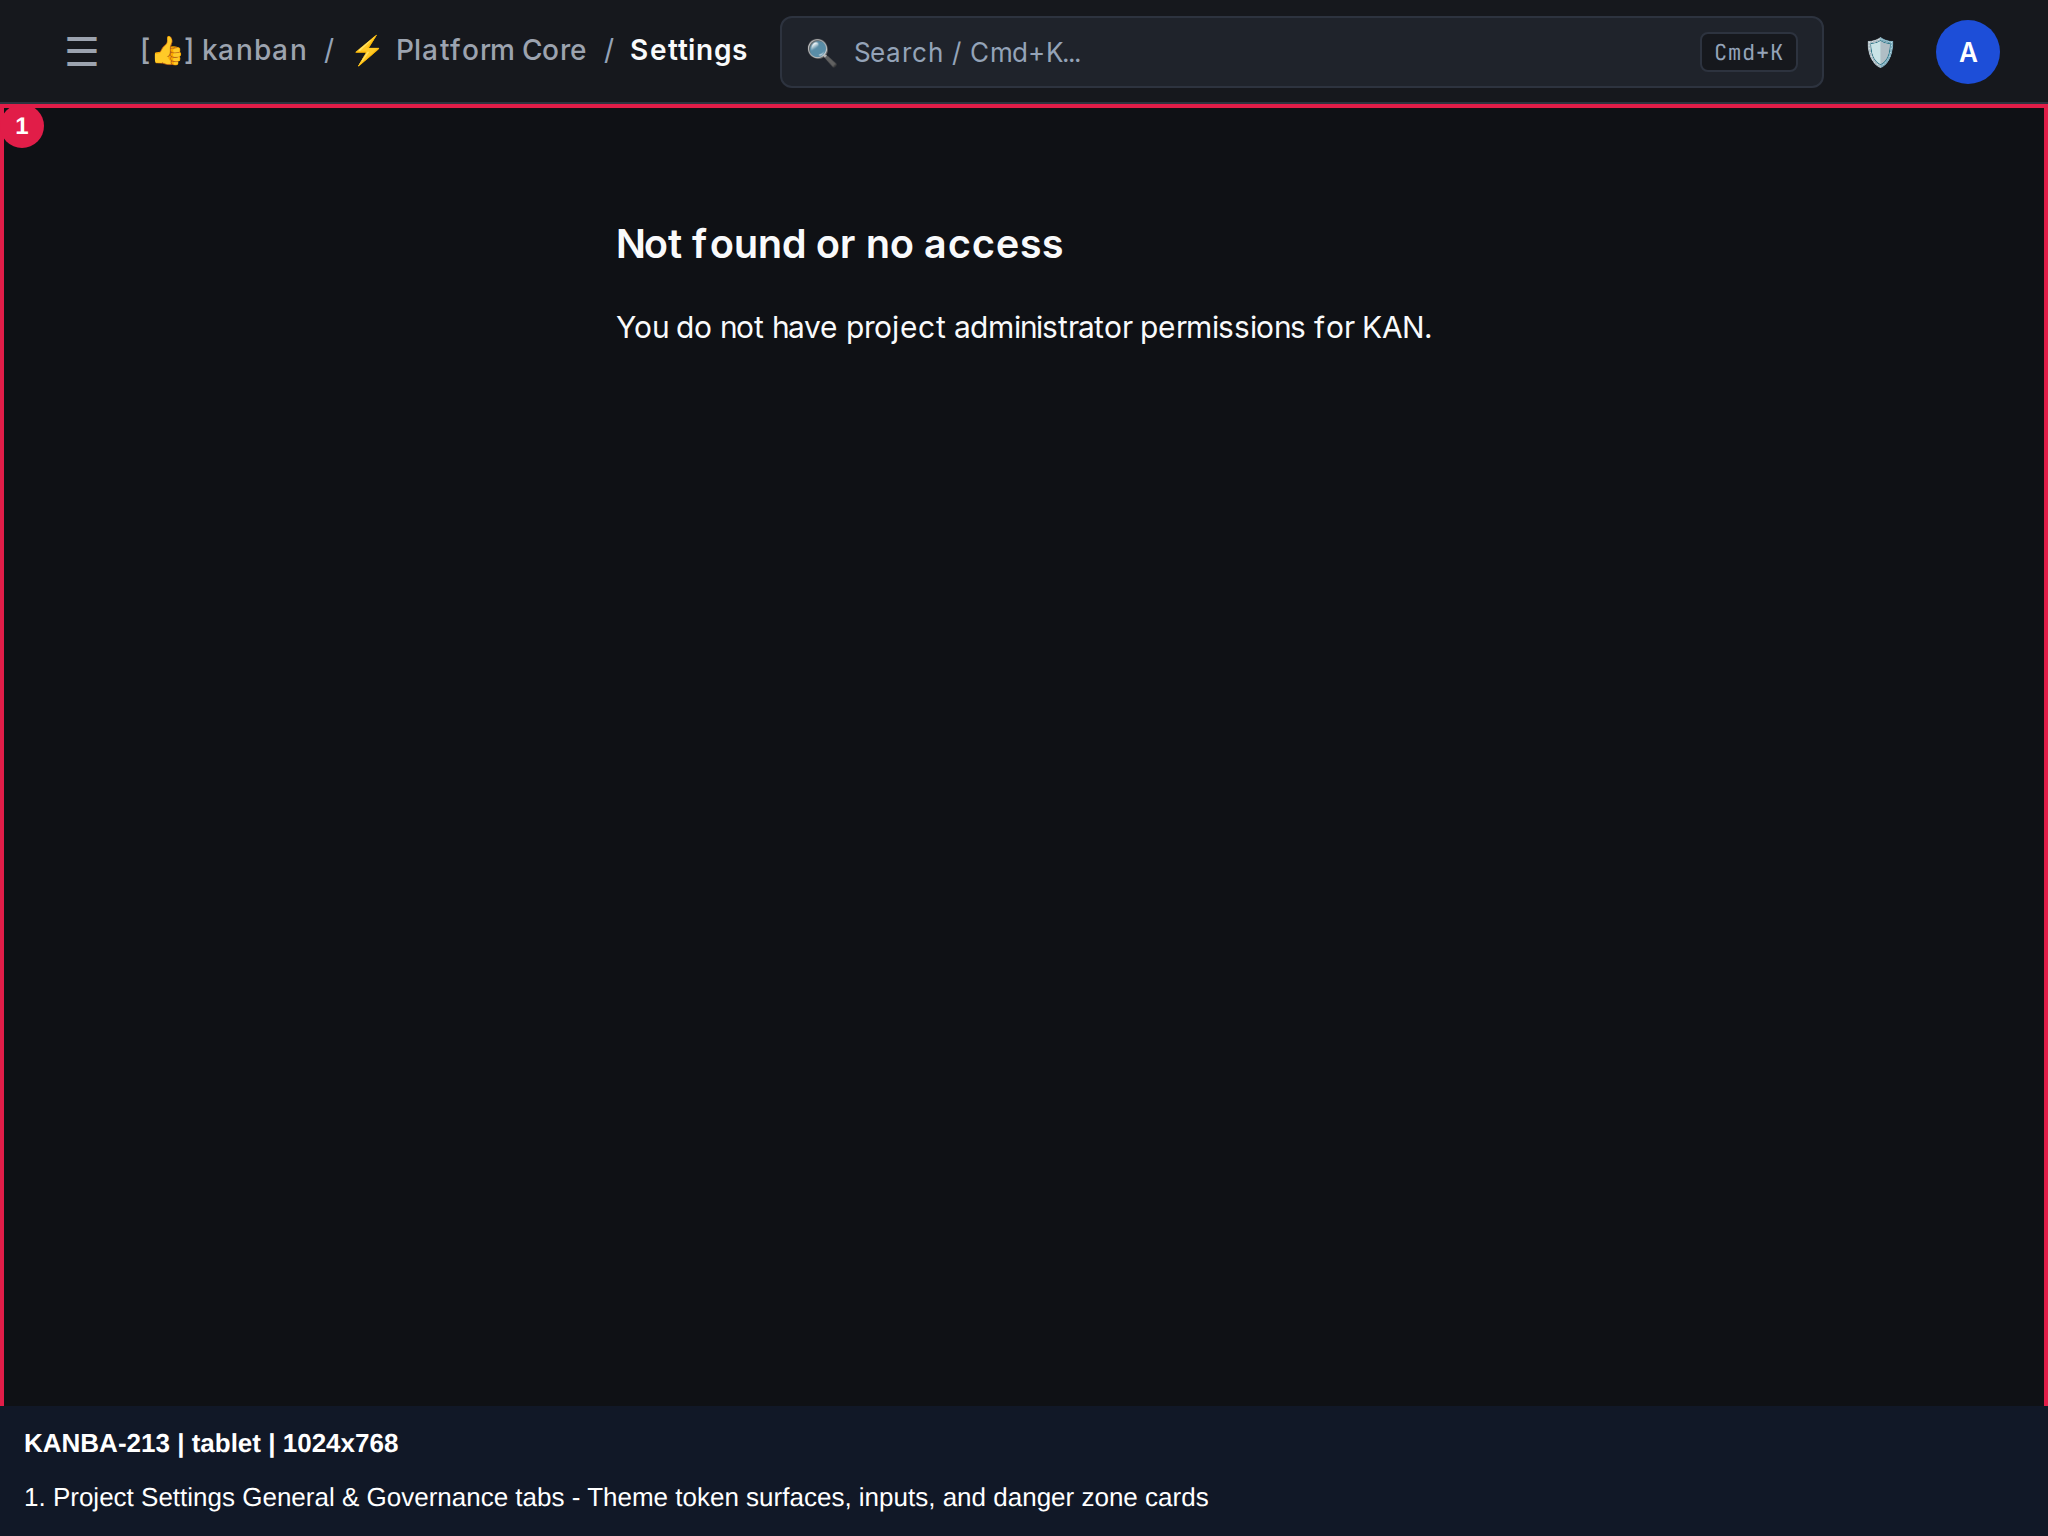 [👍] kanban / ⚡ Platform Core / Settings
🔍 Search / Cmd+K...
Cmd+K
A
1
Not found or no access
You do not have project administrator permissions for KAN.
KANBA-213 | tablet | 1024x768
1. Project Settings General & Governance tabs - Theme token surfaces, inputs, and danger zone cards